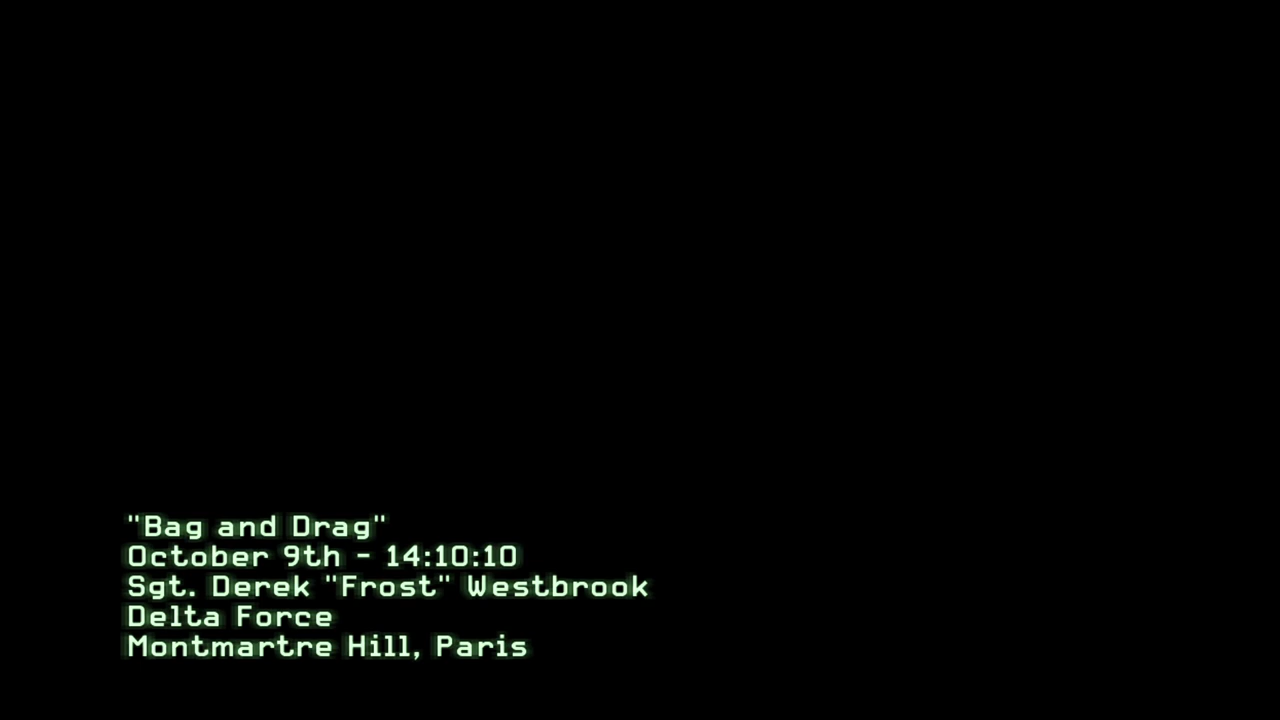 "Bag and Drag"
October 9th - 14:10:10
Sgt. Derek "Frost" Westbrook
Delta Force
Montmartre Hill, Paris